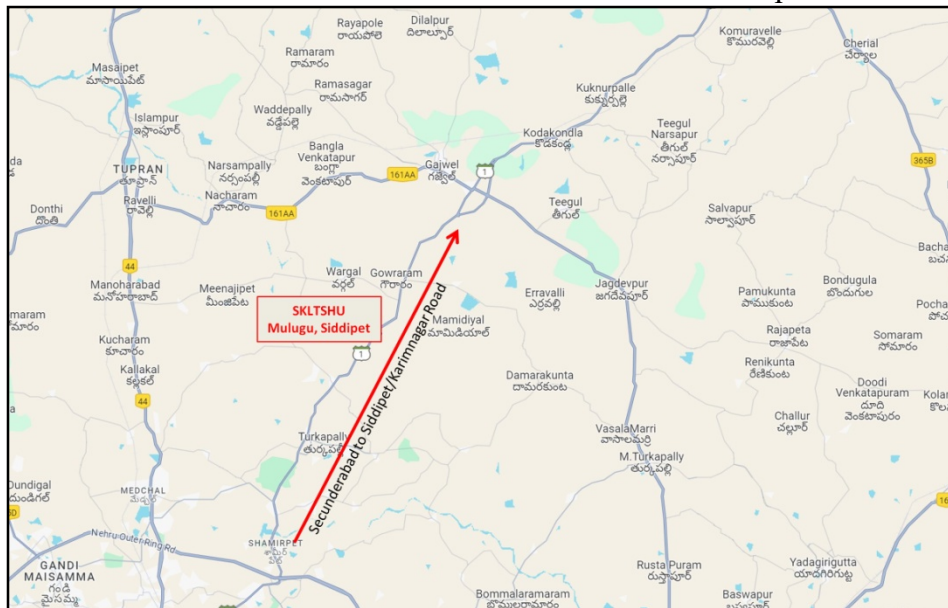 Rayapole
రాయపోలె
Dilalpur
దిలాల్పూర్
Komuravelle
కొమురవెల్లి
Cherial
చేర్యాల
Masaipet
మాసాయిపేట్
Ramaram
రామారం
Ramasagar
రామసాగర్
Kuknurpalle
కుక్నుర్పల్లె
Islampur
ఇస్లాంపూర్
Waddepally
వడ్డేపల్లె
Kodakondla
కొడకండ్ల
Teegul
Narsapur
తీగుల్
నర్సాపూర్
Bangla
Venkatapur
బంగ్లా
వెంకటాపుర్
Narsampally
నర్సంపల్లి
Gajwel
గజ్వేల్
365B
TUPRAN
తూప్రాన్
161AA
1
Ravelli
రావెల్లి
Nacharam
నాచారం
161AA
Teegul
తీగుల్
Salvapur
సాల్వాపూర్
Donthi
దొంతి
44
Wargal
వర్గల్
Gowraram
గౌరారం
Manoharabad
మనోహరాబాద్
Meenajipet
మీంజిపేట
Erravalli
ఎర్రవల్లి
Jagdevpur
జగదేవపూర్
Pamukunta
పాముకుంట
Bondugula
బొందుగుల
SKLTSHU
Mulugu, Siddipet
Mamidiyal
మామిడియాల్
Kucharam
కూచారం
Rajapeta
రాజాపేట
Somaram
సోమారం
1
Renikunta
రేణికుంట
Kallakal
కల్లకల్
Damarakunta
దామరకుంట
Doodi
Venkatapuram
దూది
వెంకటాపురం
44
Secunderabad to Siddipet/Karimnagar Road
Challur
చల్లూర్
Turkapally
VasalaMarri
వాసాలమర్రి
M.Turkapally
తుర్కపల్లి
MEDCHAL
Dundigal
Nehru Outer Ring Rd
SHAMIRPET
GANDI
MAISAMMA
గండి
మైసమ్మ
Rusta Puram
రుస్తాపూర్
Yadagirigutta
యాదగిరిగుట్ట
Bommalaramaram
బొమ్మలరామారం
Baswapur